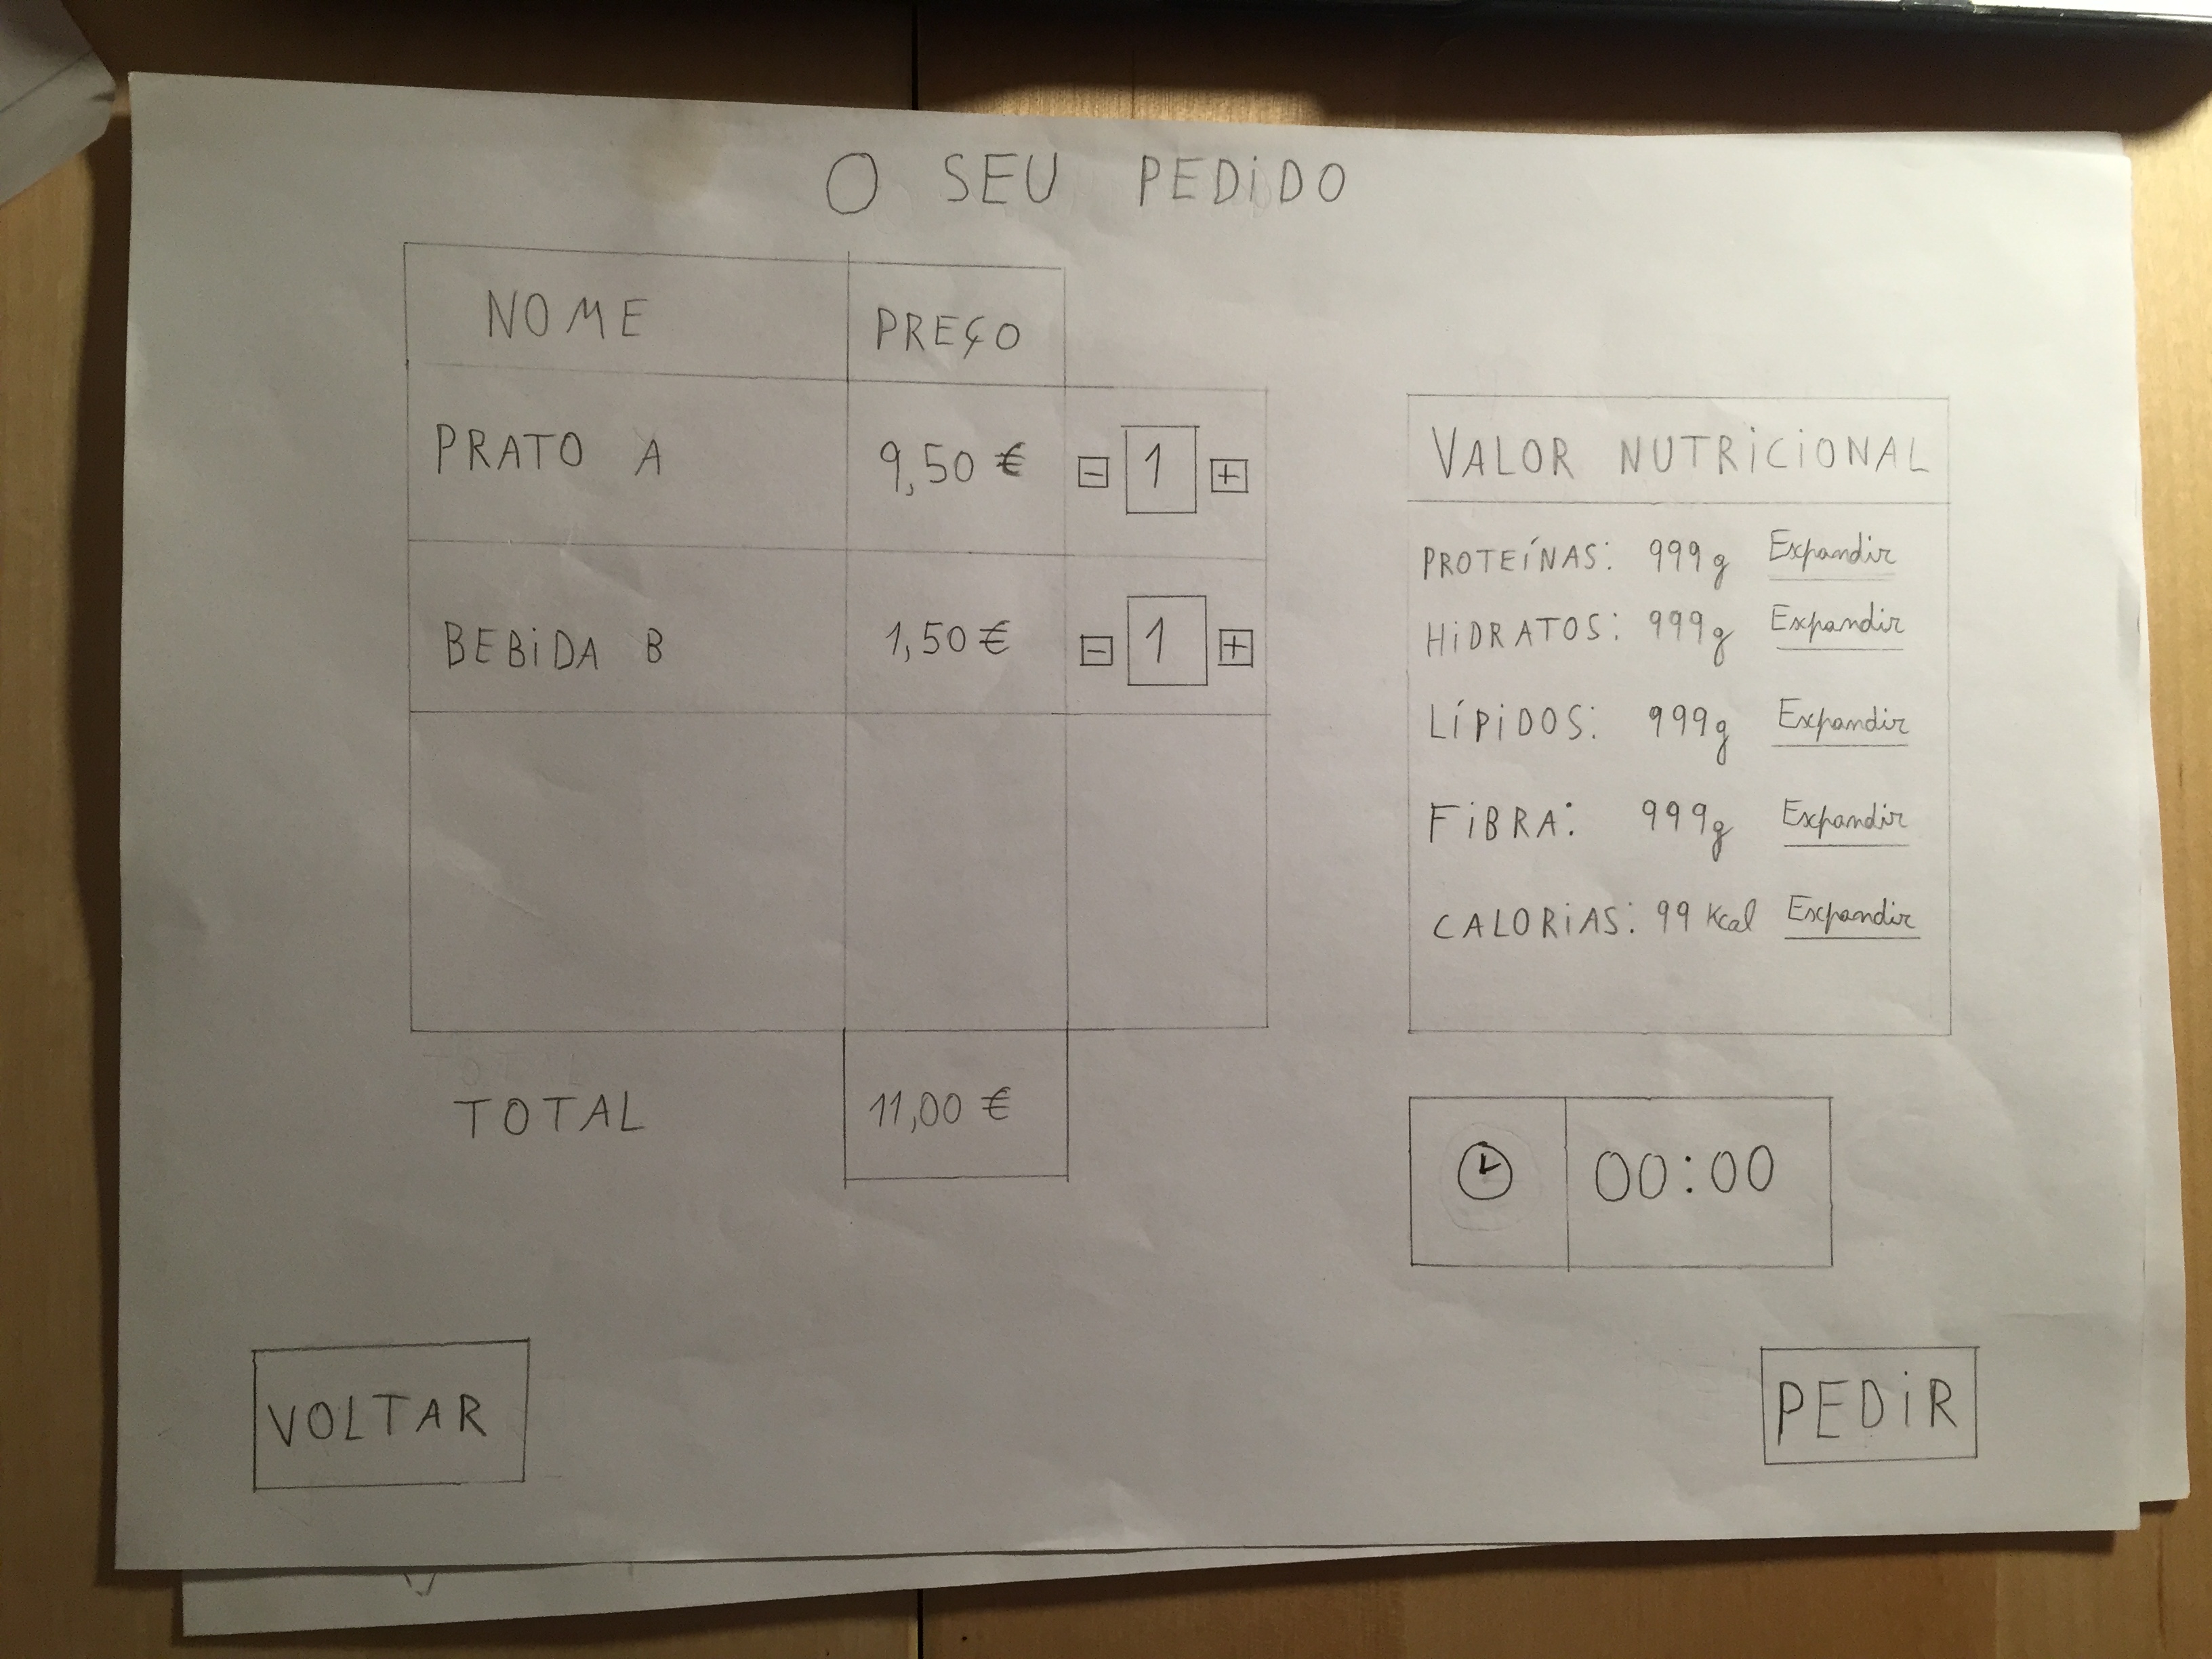 O SEU PEDIDO
NOME PREÇO
PRATO A 9,50 € - 1 +
BEBIDA B 1,50 € - 1 +
TOTAL 11,00 €
VALOR NUTRICIONAL
PROTEÍNAS: 999g Expandir
HIDRATOS: 999g Expandir
LÍPIDOS: 999g Expandir
FIBRA: 999g Expandir
CALORIAS: 99 Kcal Expandir
00:00
VOLTAR
PEDIR